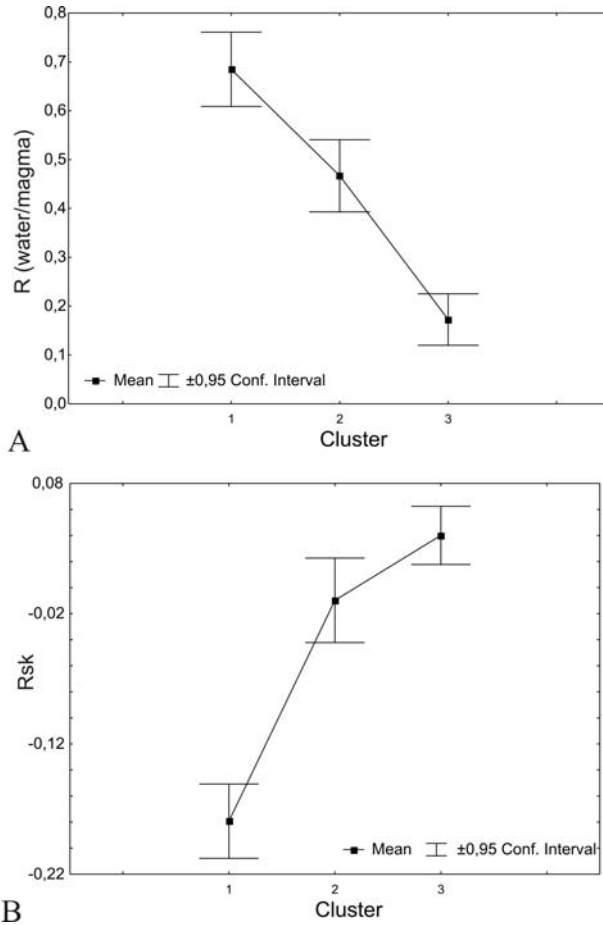 0,8
0,7
0,6
0,5
0,4
0,3
0,2
0,1
0,0
R (water/magma)
Mean ±0,95 Conf. Interval
1 2 3
Cluster
A
0,08
-0,02
-0,12
-0,22
Rsk
Mean ±0,95 Conf. Interval
1 2 3
Cluster
B